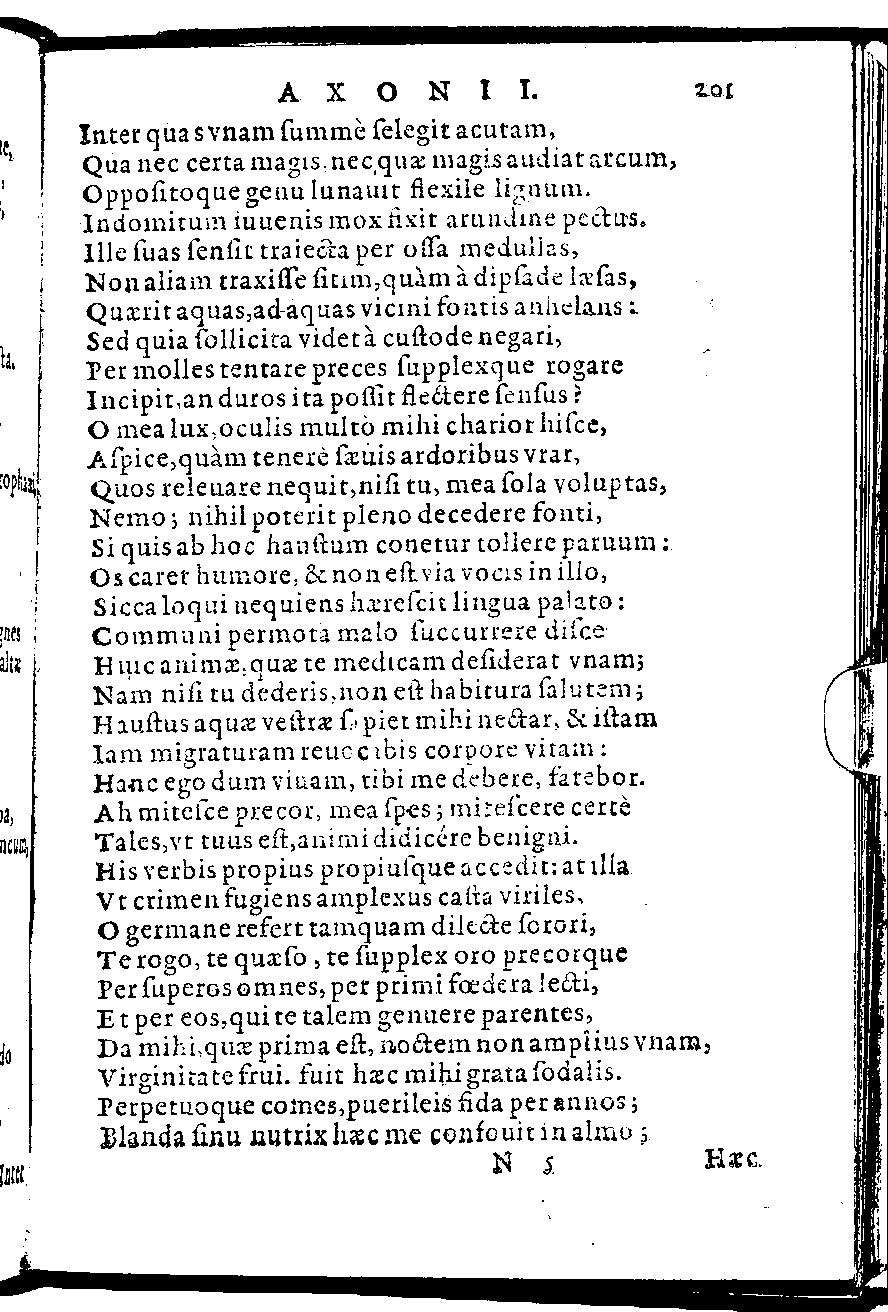 AXONII. 201
Inter quas vnam summè selegit acutam,
Qua nec certa magis, nec quæ magis audiat arcum,
Oppositoque genu lunauit flexile lignum.
Indomitum iuuenis mox fixit arundine pectus.
Ille suas sensit traiecta per ossa medullas,
Non aliam traxisse sitim, quàm à dipsade læsas,
Quærit aquas, ad aquas vicini fontis anhelans:
Sed quia sollicita videt à custode negari,
Per molles tentare preces supplexque rogare
Incipit, an duros ita possit flectere sensus?
O mea lux, oculis multò mihi charior hisce,
Aspice, quàm tenerè sæuis ardoribus vrar,
Quos releuare nequit, nisi tu, mea sola voluptas,
Nemo; nihil poterit pleno decedere fonti,
Si quis ab hoc haustum conetur tollere paruum:
Os caret humore, & non est via vocis in illo,
Sicca loqui nequiens hærescit lingua palato:
Communi permota malo succurrere disce
Huic animæ, quæ te medicam desiderat vnam;
Nam nisi tu dederis, non est habitura salutem;
Haustus aquæ vestræ sapiet mihi nectar, & istam
Iam migraturam reuocibis corpore vitam:
Hanc ego dum viuam, tibi me debere, fatebor.
Ah mitesce precor, mea spes; mitescere certè
Tales, vt tuus est, animi didicére benigni.
His verbis propius propiusque accedit: at illa
Vt crimen fugiens amplexus casta viriles,
O germane refert tamquam dilecte sorori,
Te rogo, te quæso, te supplex oro precorque
Per superos omnes, per primi fœdera lecti,
Et per eos, qui te talem genuere parentes,
Da mihi, quæ prima est, noctem non amplius vnam,
Virginitate frui. fuit hæc mihi grata sodalis.
Perpetuoque comes, puerileis fida per annos;
Blanda sinu nutrix hæc me confouit in almo;
N 5 Hæc